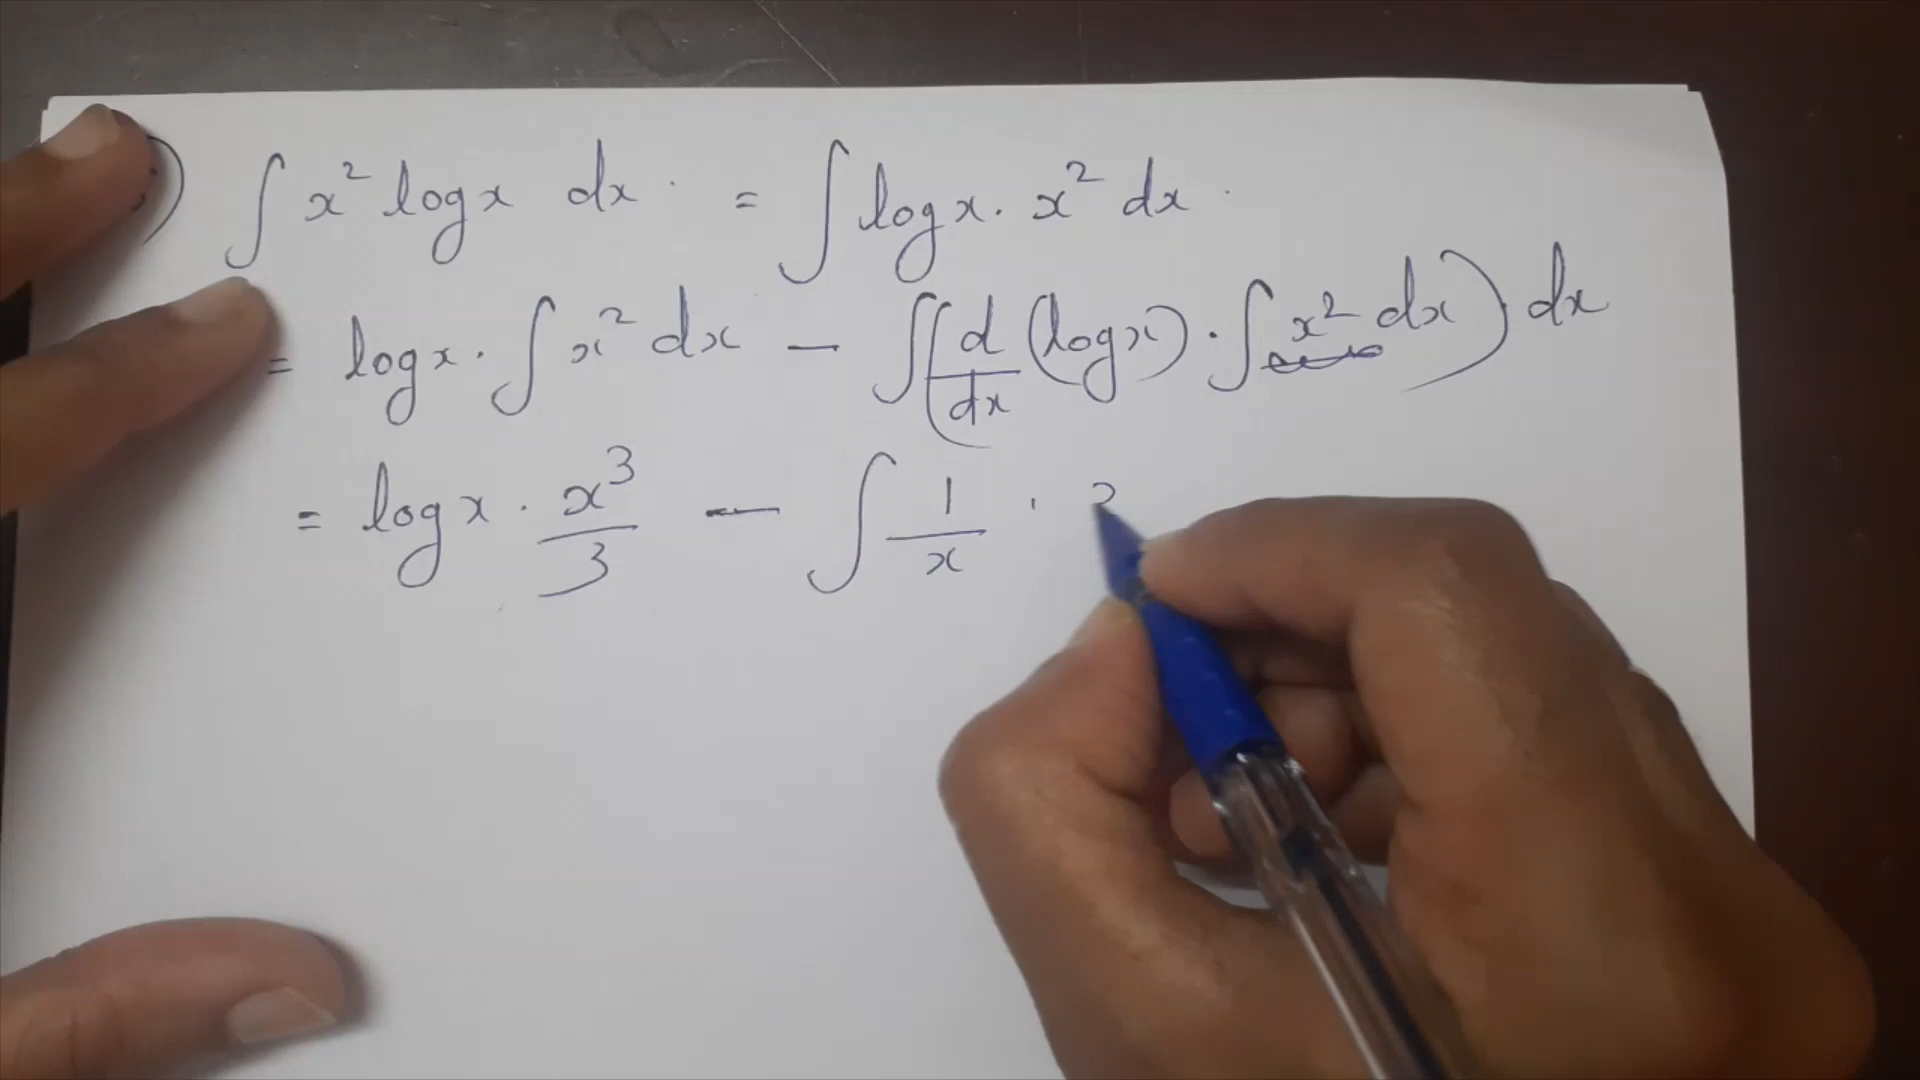 ) ∫ x² log x dx . = ∫ log x . x² dx .
= log x . ∫ x² dx — ∫ ( d/dx (log x) . ∫ x² dx ) dx
= log x . x³/3 — ∫ 1/x .